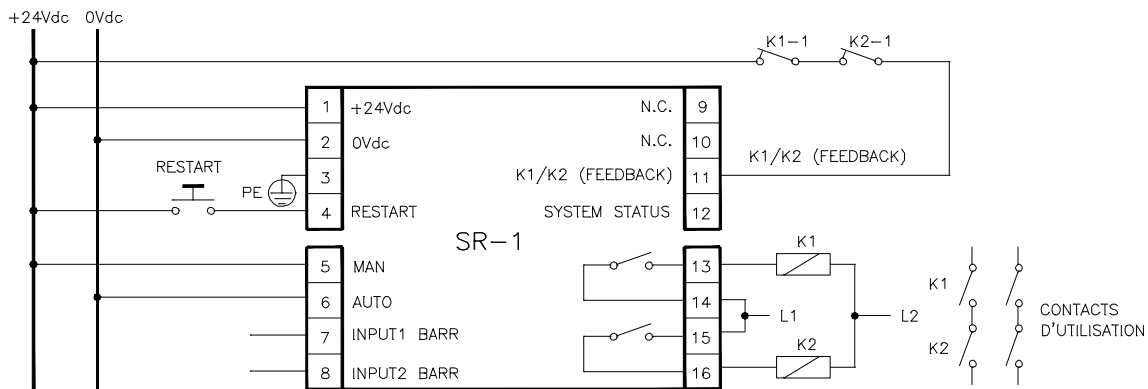 +24Vdc 0Vdc
K1-1 K2-1
1 +24Vdc N.C. 9
2 0Vdc N.C. 10
RESTART
K1/K2 (FEEDBACK)
3 K1/K2 (FEEDBACK) 11
PE
4 RESTART SYSTEM STATUS 12
SR-1
K1
5 MAN 13
6 AUTO 14
L1
L2
7 INPUT1 BARR 15
K2
8 INPUT2 BARR 16
K1
K2
CONTACTS
D'UTILISATION